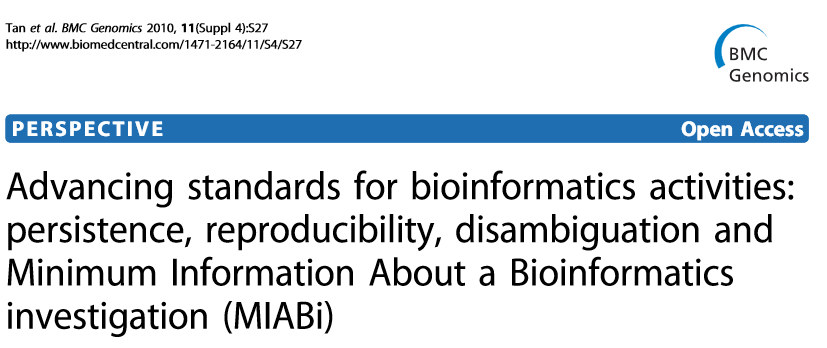 Tan et al. BMC Genomics 2010, 11(Suppl 4):S27
http://www.biomedcentral.com/1471-2164/11/S4/S27
BMC
Genomics
PERSPECTIVE Open Access
Advancing standards for bioinformatics activities:
persistence, reproducibility, disambiguation and
Minimum Information About a Bioinformatics
investigation (MIABi)